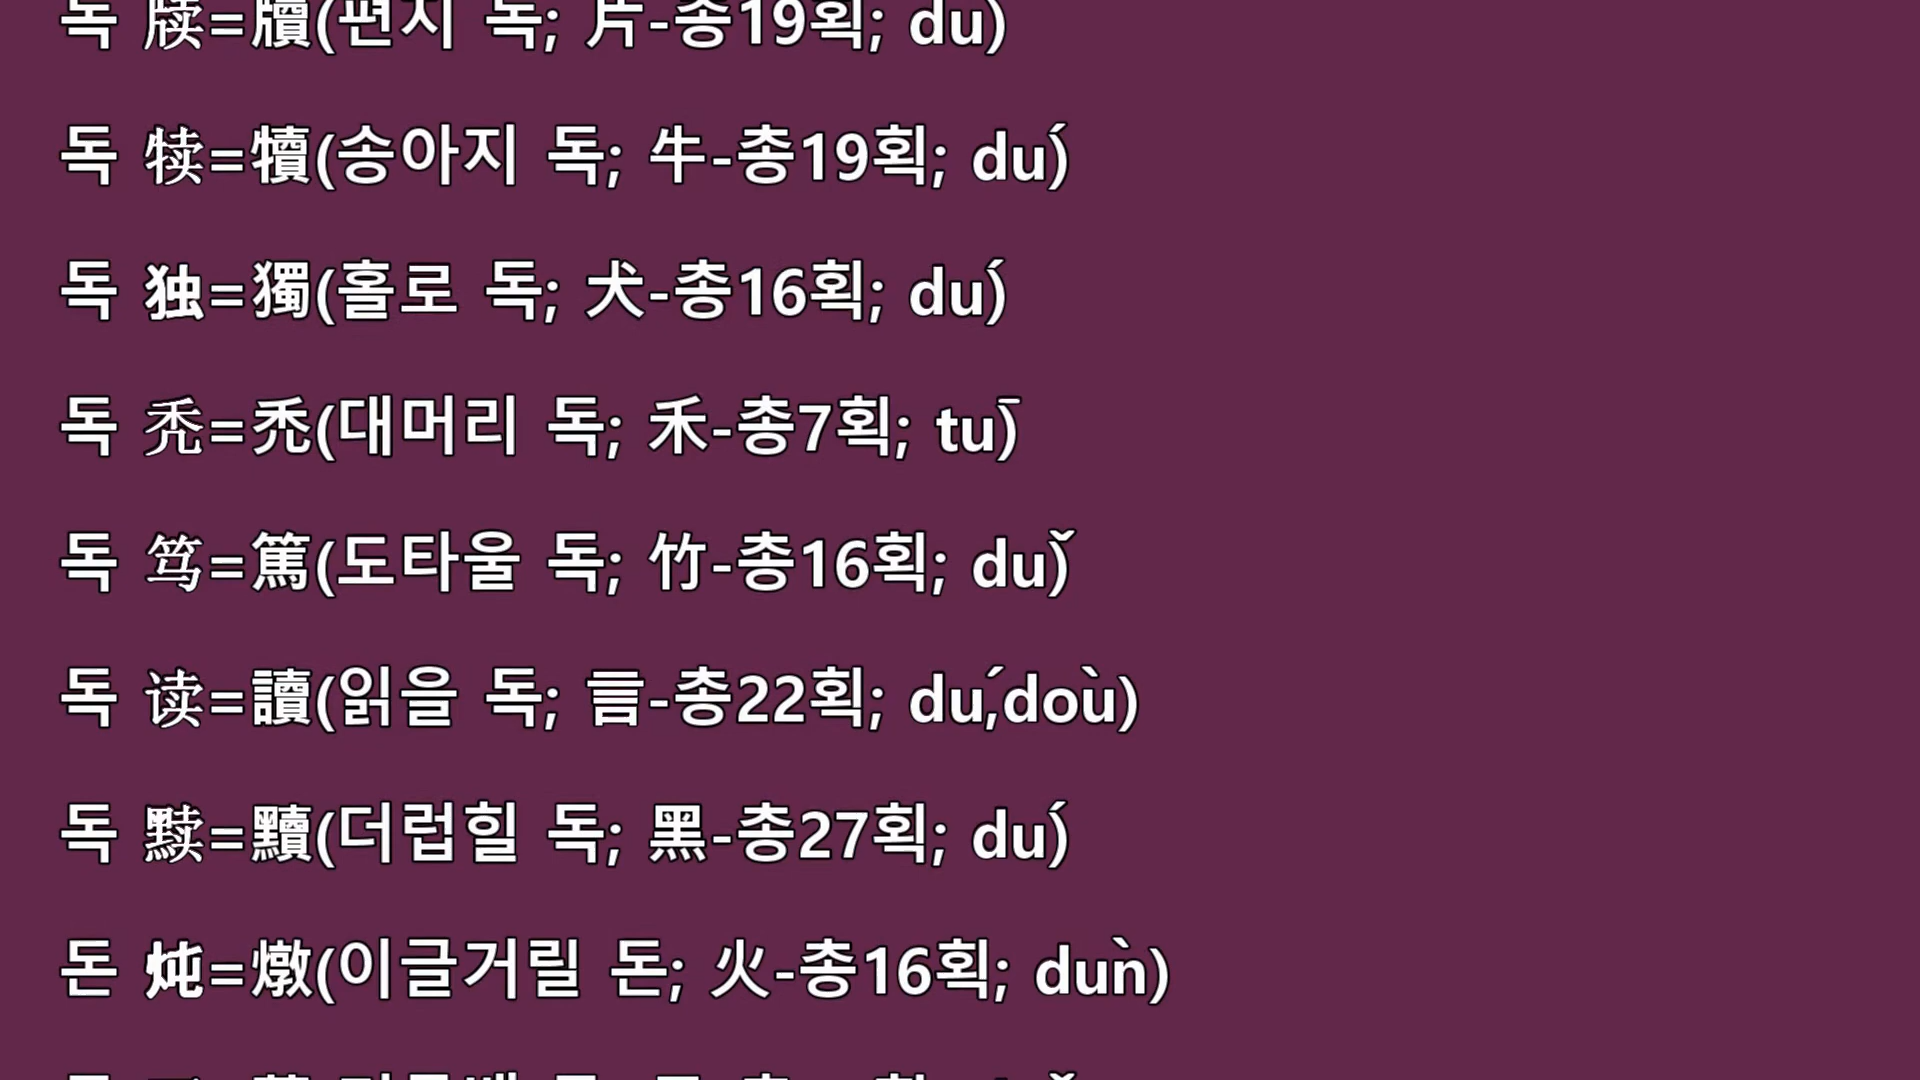 독 牍=牘(편지 독; 片-총19획; du)
독 犊=犢(송아지 독; 牛-총19획; dú)
독 独=獨(홀로 독; 犬-총16획; dú)
독 秃=禿(대머리 독; 禾-총7획; tū)
독 笃=篤(도타울 독; 竹-총16획; dǔ)
독 读=讀(읽을 독; 言-총22획; dú,doù)
독 黩=黷(더럽힐 독; 黑-총27획; dú)
돈 炖=燉(이글거릴 돈; 火-총16획; duǹ)